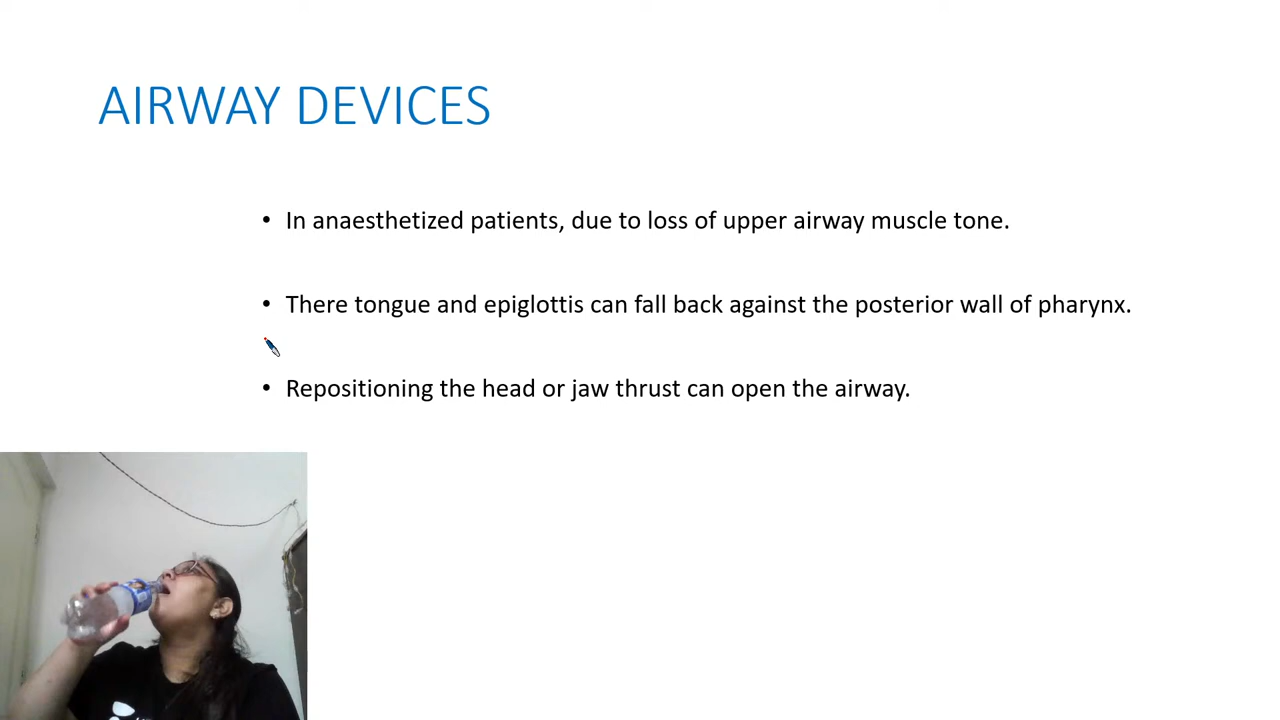 AIRWAY DEVICES
• In anaesthetized patients, due to loss of upper airway muscle tone.
• There tongue and epiglottis can fall back against the posterior wall of pharynx.
• Repositioning the head or jaw thrust can open the airway.